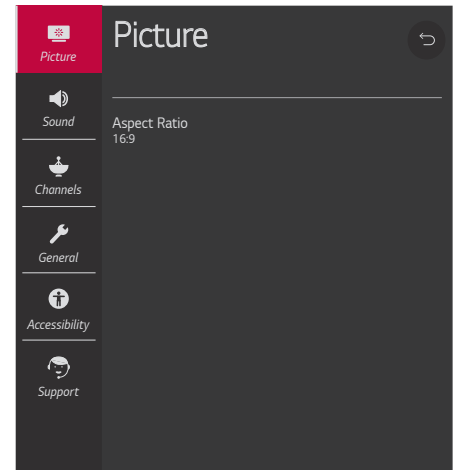 Picture
Picture
Sound
Aspect Ratio
16:9
Channels
General
Accessibility
Support